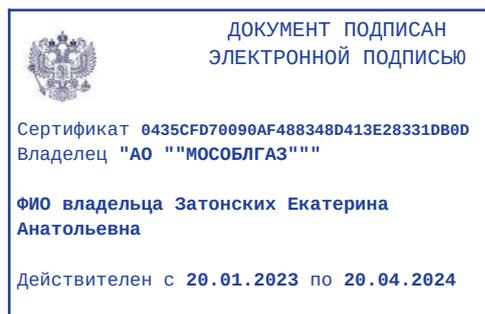 ДОКУМЕНТ ПОДПИСАН
ЭЛЕКТРОННОЙ ПОДПИСЬЮ
Сертификат 0435CFD70090AF488348D413E28331DB0D
Владелец "АО ""МОСОБЛГАЗ"""
ФИО владельца Затонских Екатерина
Анатольевна
Действителен с 20.01.2023 по 20.04.2024